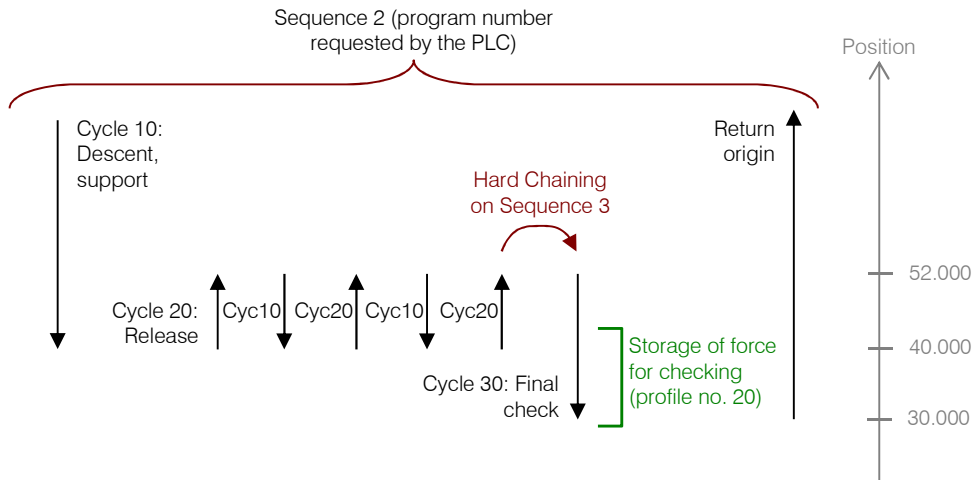 Sequence 2 (program number
requested by the PLC)
Position
Cycle 10:
Descent,
support
Return
origin
Hard Chaining
on Sequence 3
52.000
Cycle 20:
Release
Cyc10
Cyc20
Cyc10
Cyc20
40.000
Storage of force
for checking
(profile no. 20)
Cycle 30: Final
check
30.000